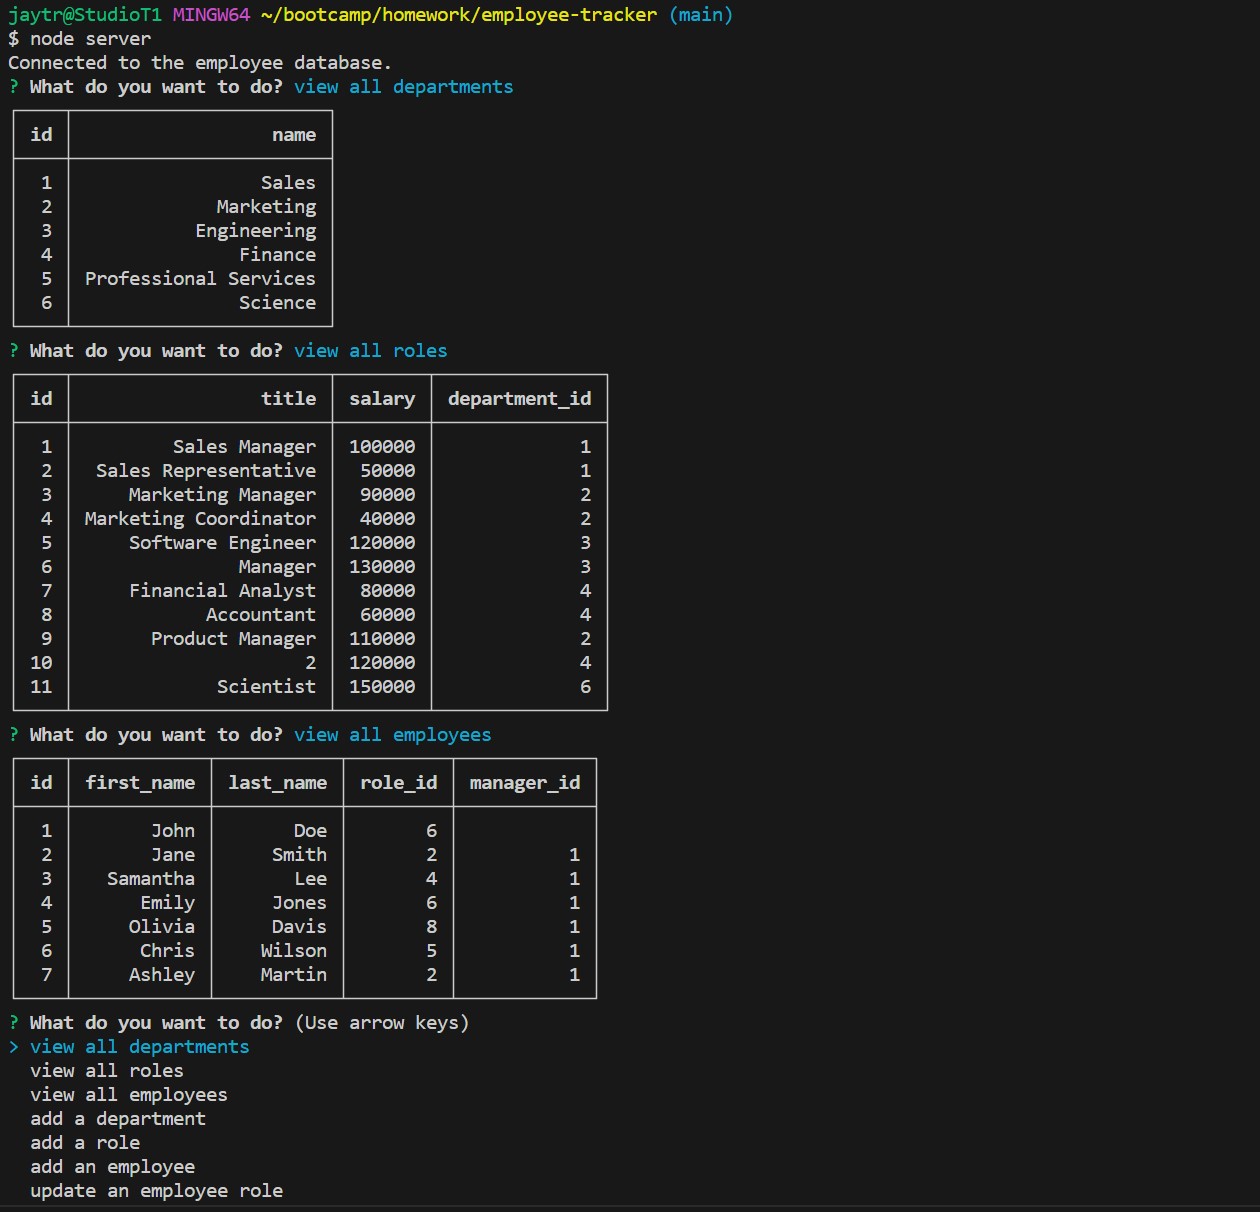 jaytr@StudioT1 MINGW64 ~/bootcamp/homework/employee-tracker (main)
$ node server
Connected to the employee database.
? What do you want to do? view all departments
id name
1 Sales
2 Marketing
3 Engineering
4 Finance
5 Professional Services
6 Science
? What do you want to do? view all roles
id title salary department_id
1 Sales Manager 100000 1
2 Sales Representative 50000 1
3 Marketing Manager 90000 2
4 Marketing Coordinator 40000 2
5 Software Engineer 120000 3
6 Manager 130000 3
7 Financial Analyst 80000 4
8 Accountant 60000 4
9 Product Manager 110000 2
10 2 120000 4
11 Scientist 150000 6
? What do you want to do? view all employees
id first_name last_name role_id manager_id
1 John Doe 6
2 Jane Smith 2 1
3 Samantha Lee 4 1
4 Emily Jones 6 1
5 Olivia Davis 8 1
6 Chris Wilson 5 1
7 Ashley Martin 2 1
? What do you want to do? (Use arrow keys)
> view all departments
view all roles
view all employees
add a department
add a role
add an employee
update an employee role